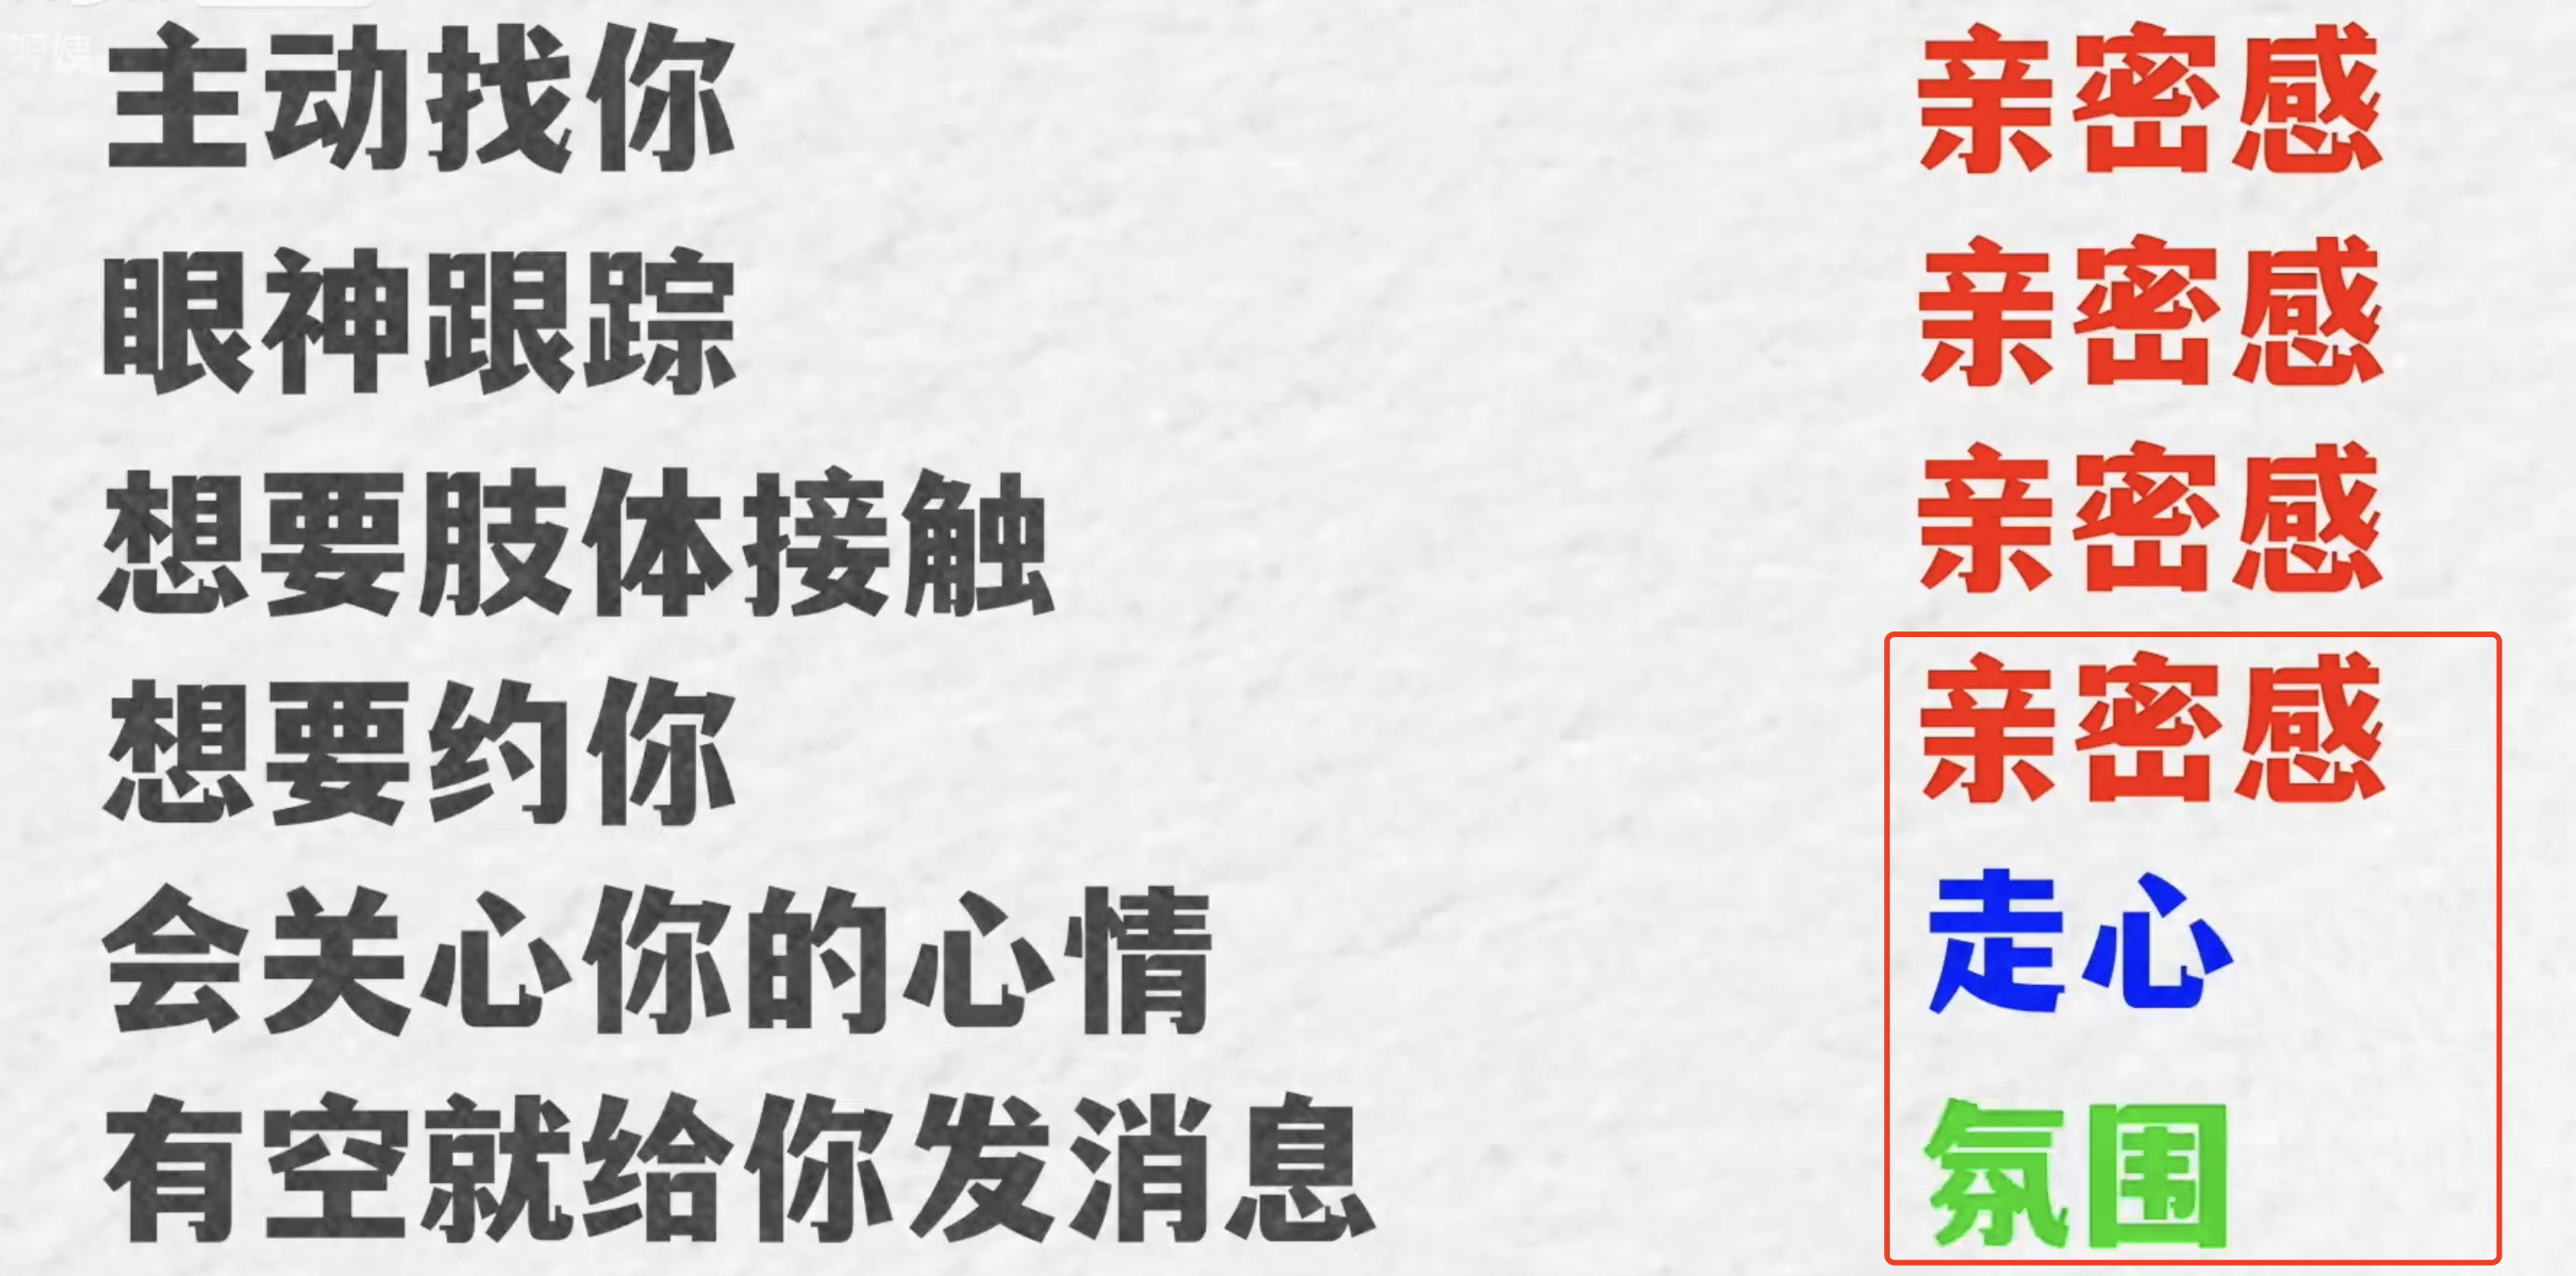 主动找你 亲密感
眼神跟踪 亲密感
想要肢体接触 亲密感
想要约你 亲密感
会关心你的心情 走心
有空就给你发消息 氛围